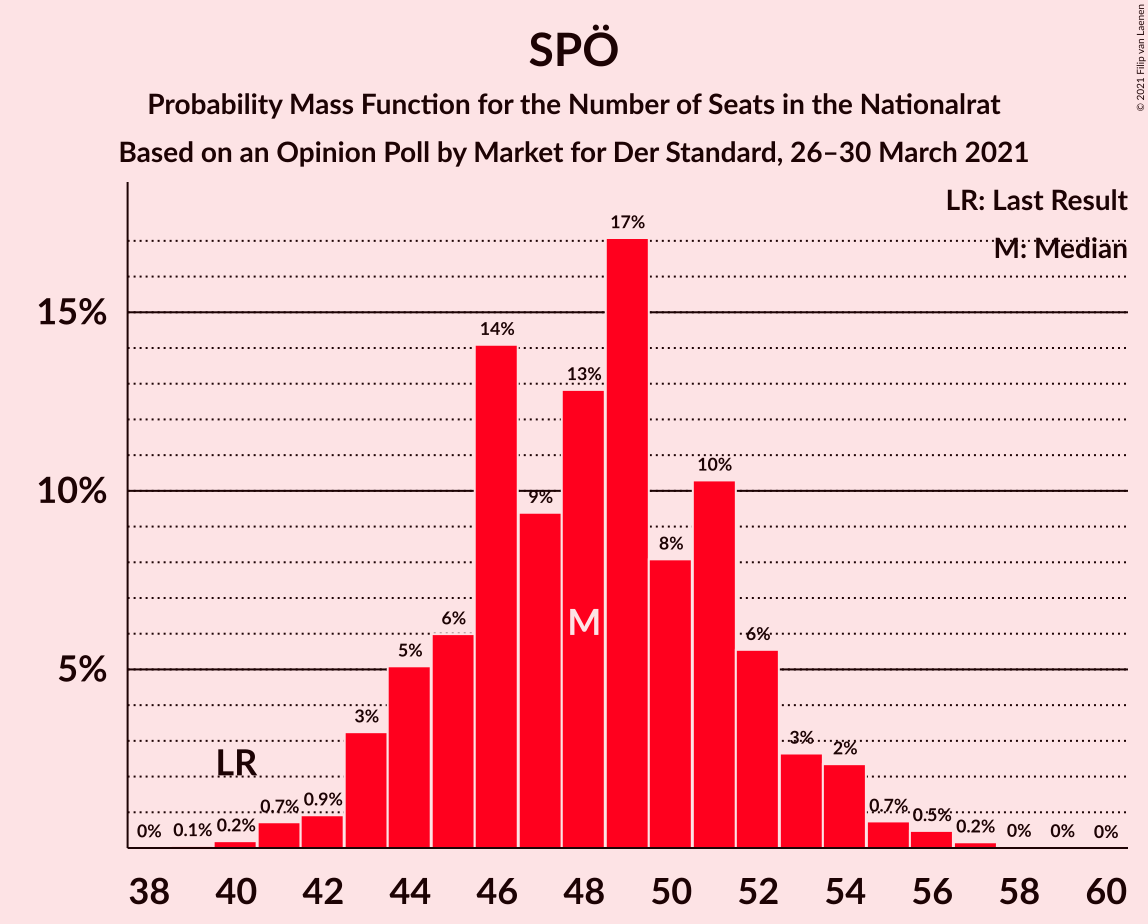 SPÖ
Probability Mass Function for the Number of Seats in the Nationalrat
Based on an Opinion Poll by Market for Der Standard, 26–30 March 2021
© 2021 Filip van Laenen
LR: Last Result
M: Median
15%
10%
5%
0%
0.1%
0.2%
0.7%
0.9%
3%
5%
6%
14%
9%
13%
17%
8%
10%
6%
3%
2%
0.7%
0.5%
0.2%
0%
0%
0%
LR
M
38 40 42 44 46 48 50 52 54 56 58 60